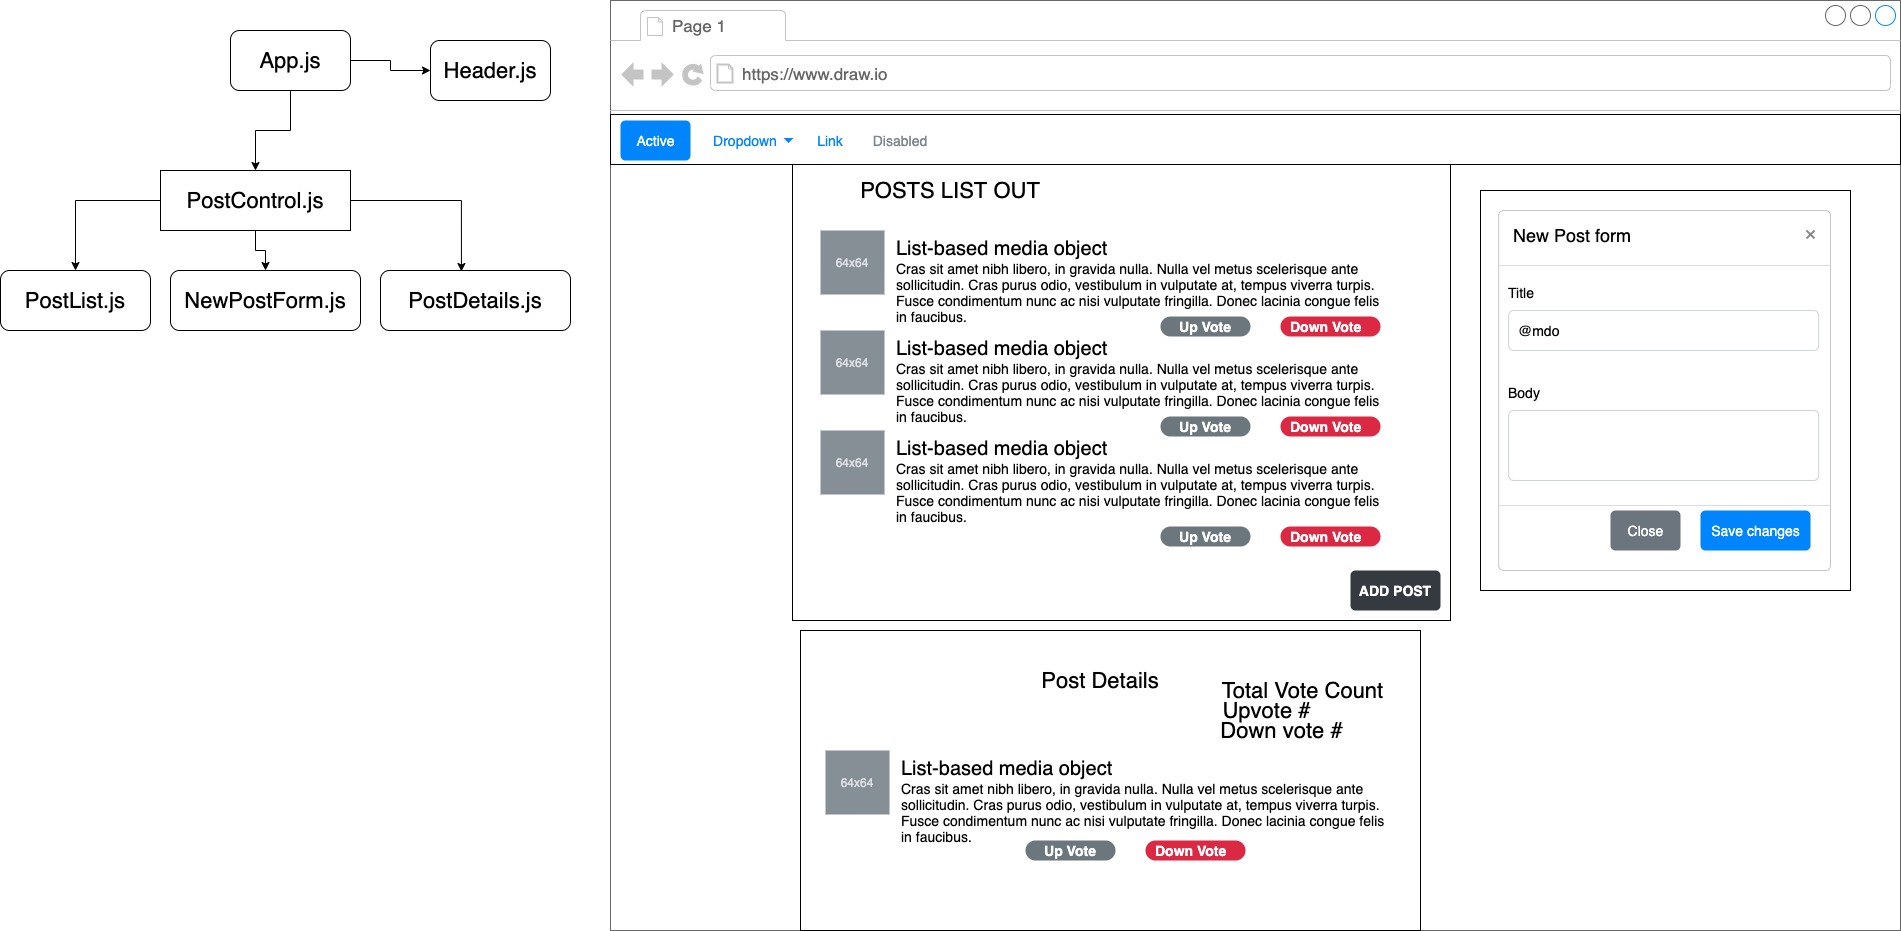 App.js
Header.js
PostControl.js
PostList.js
NewPostForm.js
PostDetails.js
Page 1
https://www.draw.io
Active
Dropdown
Link
Disabled
POSTS LIST OUT
64x64
List-based media object
Cras sit amet nibh libero, in gravida nulla. Nulla vel metus scelerisque ante
sollicitudin. Cras purus odio, vestibulum in vulputate at, tempus viverra turpis.
Fusce condimentum nunc ac nisi vulputate fringilla. Donec lacinia congue felis
in faucibus.
Up Vote
Down Vote
64x64
List-based media object
Cras sit amet nibh libero, in gravida nulla. Nulla vel metus scelerisque ante
sollicitudin. Cras purus odio, vestibulum in vulputate at, tempus viverra turpis.
Fusce condimentum nunc ac nisi vulputate fringilla. Donec lacinia congue felis
in faucibus.
Up Vote
Down Vote
64x64
List-based media object
Cras sit amet nibh libero, in gravida nulla. Nulla vel metus scelerisque ante
sollicitudin. Cras purus odio, vestibulum in vulputate at, tempus viverra turpis.
Fusce condimentum nunc ac nisi vulputate fringilla. Donec lacinia congue felis
in faucibus.
Up Vote
Down Vote
ADD POST
New Post form
×
Title
@mdo
Body
Close
Save changes
Post Details
Total Vote Count
Upvote #
Down vote #
64x64
List-based media object
Cras sit amet nibh libero, in gravida nulla. Nulla vel metus scelerisque ante
sollicitudin. Cras purus odio, vestibulum in vulputate at, tempus viverra turpis.
Fusce condimentum nunc ac nisi vulputate fringilla. Donec lacinia congue felis
in faucibus.
Up Vote
Down Vote